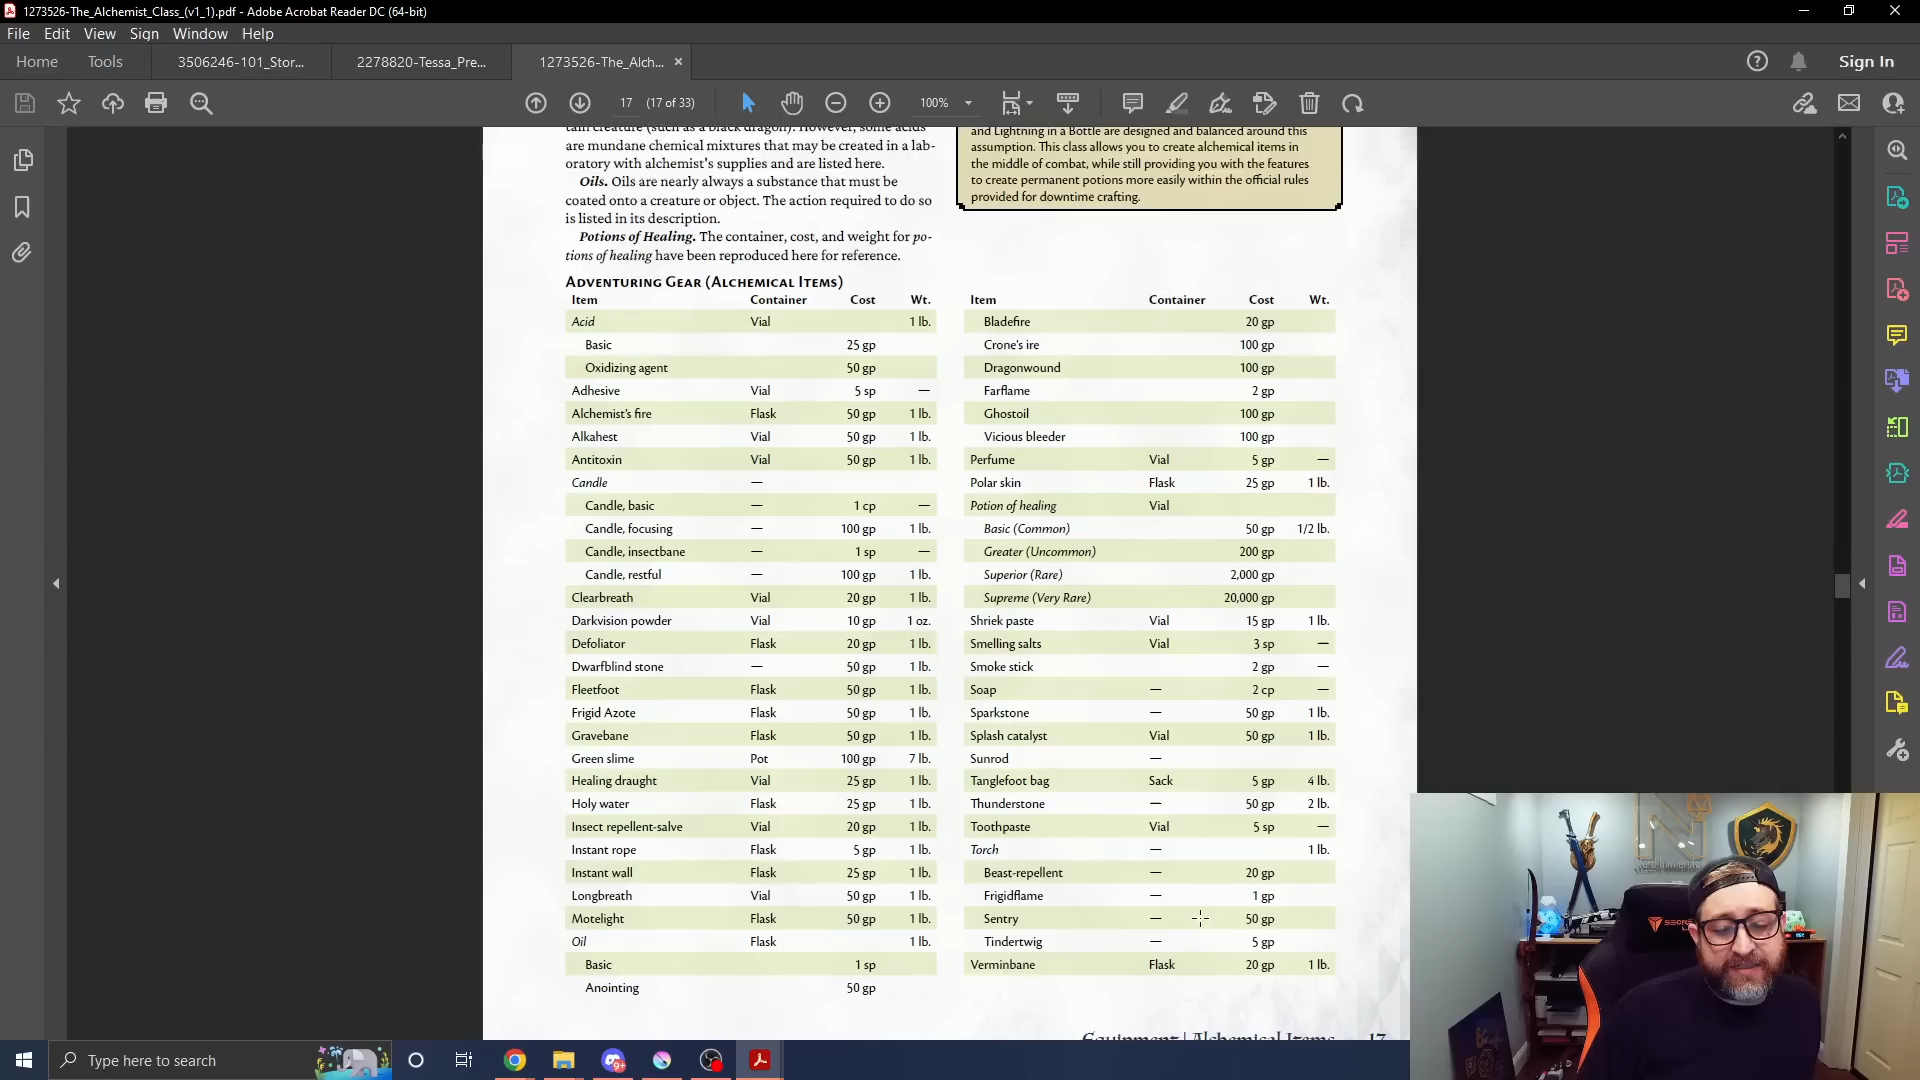 1273526-The_Alchemist_Class_(v1_1).pdf - Adobe Acrobat Reader DC (64-bit)
File Edit View Sign Window Help
Home Tools 3506246-101_Stor... 2278820-Tessa_Pre... 1273526-The_Alch... × Sign In
17 (17 of 33) 100%
tain creature (such as a black dragon). However, some acids
are mundane chemical mixtures that may be created in a lab-
oratory with alchemist's supplies and are listed here.
Oils. Oils are nearly always a substance that must be
coated onto a creature or object. The action required to do so
is listed in its description.
Potions of Healing. The container, cost, and weight for po-
tions of healing have been reproduced here for reference.
and Lightning in a Bottle are designed and balanced around this
assumption. This class allows you to create alchemical items
in the middle of combat, while still providing you with the features
to create permanent potions more easily within the official rules
provided for downtime crafting.
Adventuring Gear (Alchemical Items)
Item Container Cost Wt.
Acid Vial 1 lb.
Basic 25 gp
Oxidizing agent 50 gp
Adhesive Vial 5 sp —
Alchemist's fire Flask 50 gp 1 lb.
Alkahest Vial 50 gp 1 lb.
Antitoxin Vial 50 gp 1 lb.
Candle —
Candle, basic — 1 cp —
Candle, focusing — 100 gp 1 lb.
Candle, insectbane — 1 sp —
Candle, restful — 100 gp 1 lb.
Clearbreath Vial 20 gp 1 lb.
Darkvision powder Vial 10 gp 1 oz.
Defoliator Flask 20 gp 1 lb.
Dwarfblind stone — 50 gp 1 lb.
Fleetfoot Flask 50 gp 1 lb.
Frigid Azote Flask 50 gp 1 lb.
Gravebane Flask 50 gp 1 lb.
Green slime Pot 100 gp 7 lb.
Healing draught Vial 25 gp 1 lb.
Holy water Flask 25 gp 1 lb.
Insect repellent-salve Vial 20 gp 1 lb.
Instant rope Flask 5 gp 1 lb.
Instant wall Flask 25 gp 1 lb.
Longbreath Vial 50 gp 1 lb.
Motelight Flask 50 gp 1 lb.
Oil Flask 1 lb.
Basic 1 sp
Anointing 50 gp
Item Container Cost Wt.
Bladefire 20 gp
Crone's ire 100 gp
Dragonwound 100 gp
Farflame 2 gp
Ghostoil 100 gp
Vicious bleeder 100 gp
Perfume Vial 5 gp —
Polar skin Flask 25 gp 1 lb.
Potion of healing Vial
Basic (Common) 50 gp 1/2 lb.
Greater (Uncommon) 200 gp
Superior (Rare) 2,000 gp
Supreme (Very Rare) 20,000 gp
Shriek paste Vial 15 gp 1 lb.
Smelling salts Vial 3 sp —
Smoke stick 2 gp —
Soap — 2 cp —
Sparkstone — 50 gp 1 lb.
Splash catalyst Vial 50 gp 1 lb.
Sunrod —
Tanglefoot bag Sack 5 gp 4 lb.
Thunderstone — 50 gp 2 lb.
Toothpaste Vial 5 sp —
Torch — 1 lb.
Beast-repellent — 20 gp
Frigidflame — 1 gp
Sentry — 50 gp
Tindertwig — 5 gp
Verminbane Flask 20 gp 1 lb.
Equipment | Alchemical Items 17
Type here to search
9+